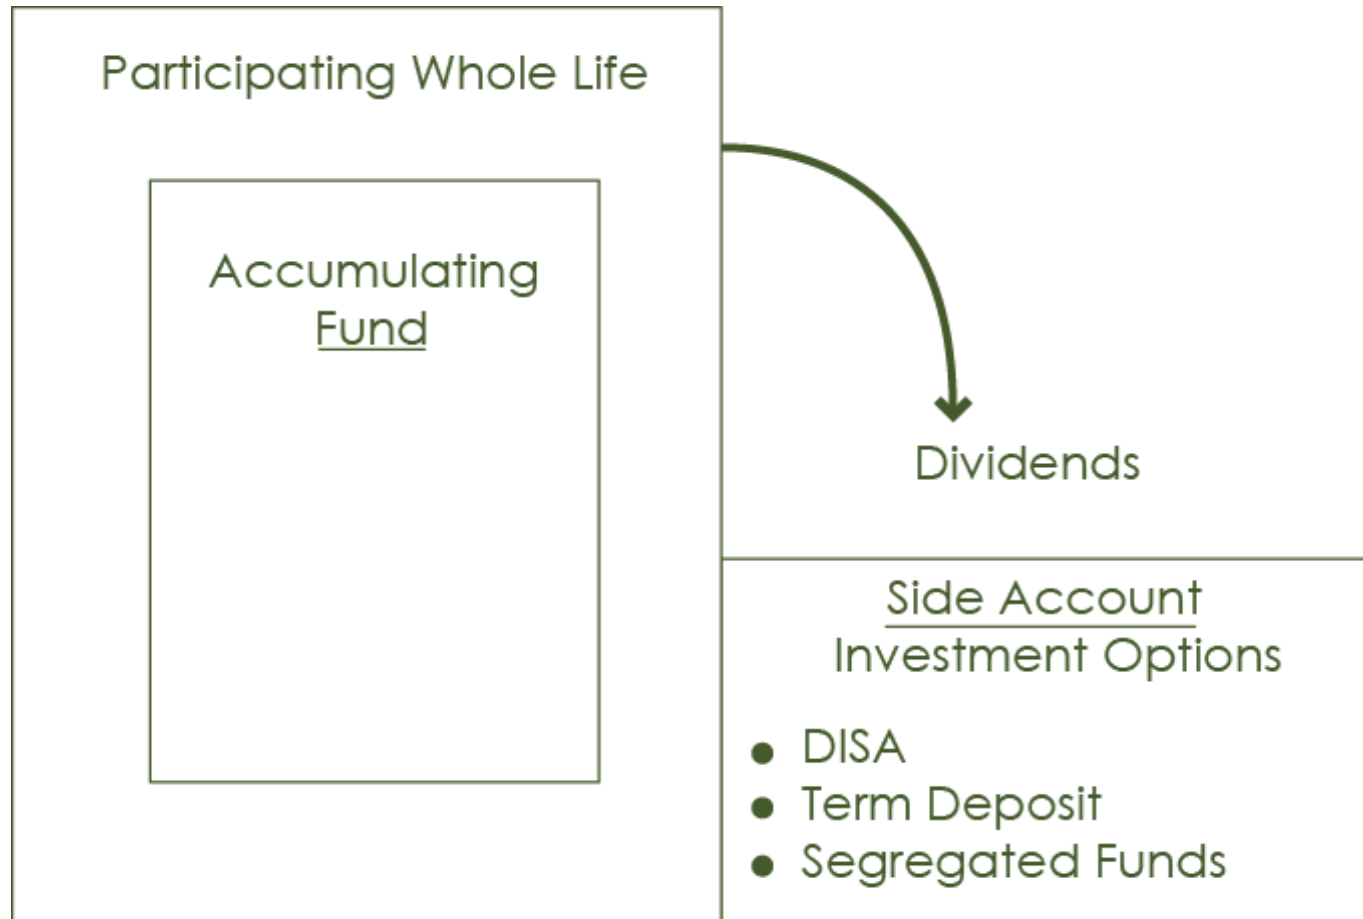 Participating Whole Life
Accumulating
Fund
Dividends
Side Account
Investment Options
DISA
Term Deposit
Segregated Funds